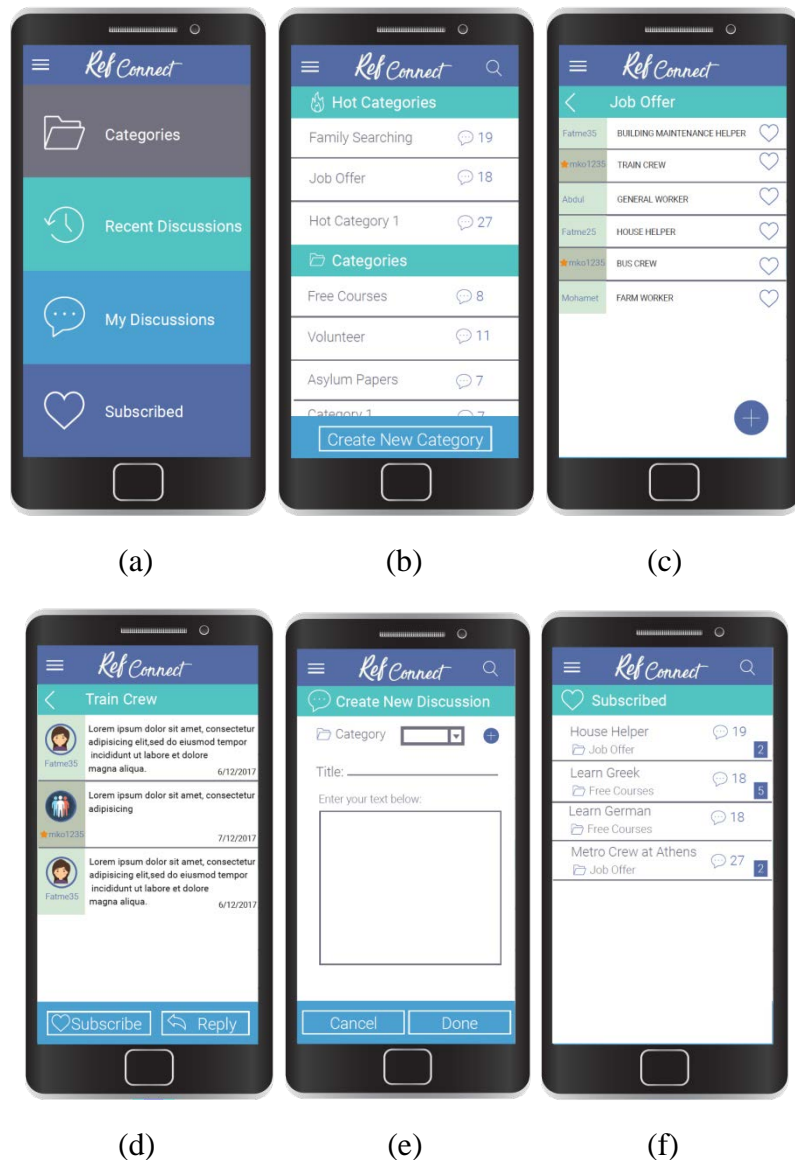 Ref Connect
Categories
Recent Discussions
My Discussions
Subscribed
(a)
Ref Connect
Hot Categories
Family Searching 19
Job Offer 18
Hot Category 1 27
Categories
Free Courses 8
Volunteer 11
Asylum Papers 7
Category 1 7
Create New Category
(b)
Ref Connect
Job Offer
Fatme35 BUILDING MAINTENANCE HELPER
mko1235 TRAIN CREW
Abdul GENERAL WORKER
Fatme25 HOUSE HELPER
mko1235 BUS CREW
Mohamet FARM WORKER
+
(c)
Ref Connect
Train Crew
Lorem ipsum dolor sit amet, consectetur
adipisicing elit,sed do eiusmod tempor
incididunt ut labore et dolore
magna aliqua.
Fatme35
6/12/2017
Lorem ipsum dolor sit amet, consectetur
adipisicing
mko1235
7/12/2017
Lorem ipsum dolor sit amet, consectetur
adipisicing elit,sed do eiusmod tempor
incididunt ut labore et dolore
magna aliqua.
Fatme35
6/12/2017
Subscribe Reply
(d)
Ref Connect
Create New Discussion
Category +
Title:
Enter your text below:
Cancel Done
(e)
Ref Connect
Subscribed
House Helper 19
Job Offer 2
Learn Greek 18
Free Courses 5
Learn German 18
Free Courses
Metro Crew at Athens 27
Job Offer 2
(f)